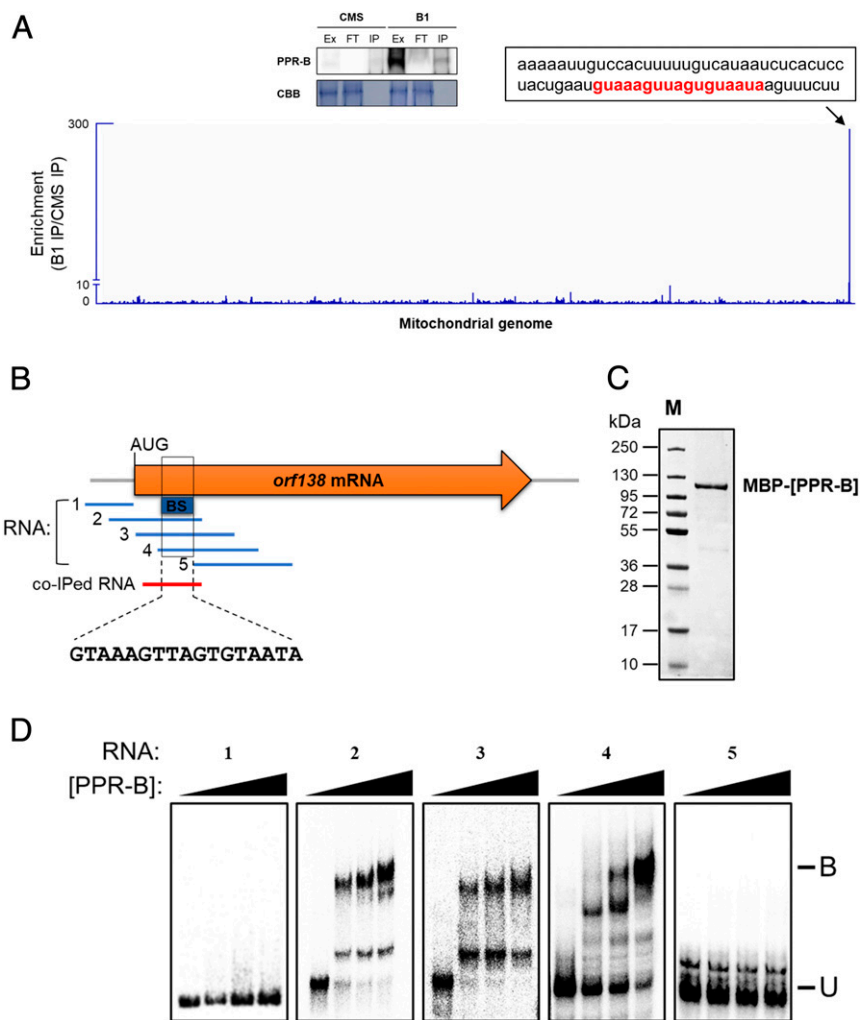 A
CMS B1
Ex FT IP Ex FT IP
PPR-B
CBB
aaaaauuguccacuuuuugucauaaucucacucc
uacugaauguaaaguuaguguaauaaguuucuu
300
10
0
Enrichment
(B1 IP/CMS IP)
Mitochondrial genome
B
AUG
orf138 mRNA
BS
RNA:
1
2
3
4
5
co-IPed RNA
GTAAAGTTAGTGTAATA
C
kDa
M
250
130
95
72
55
36
28
17
10
MBP-[PPR-B]
D
RNA: 1 2 3 4 5
[PPR-B]:
B
U